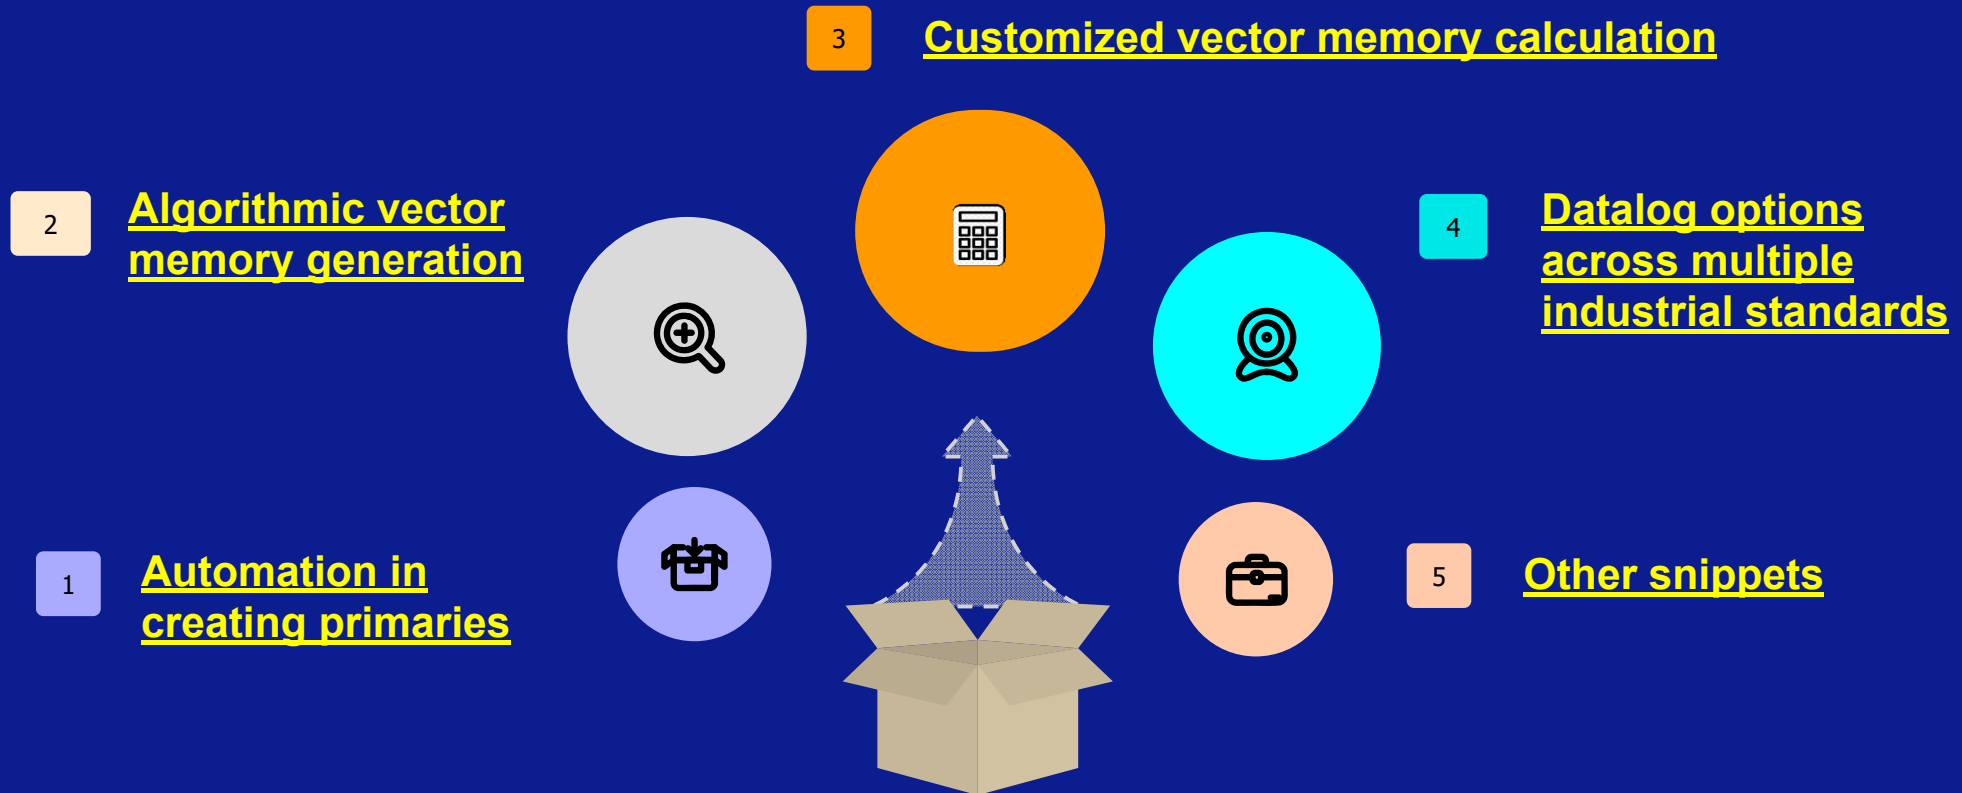 3
Customized vector memory calculation
2
Algorithmic vector
memory generation
4
Datalog options
across multiple
industrial standards
1
Automation in
creating primaries
5
Other snippets